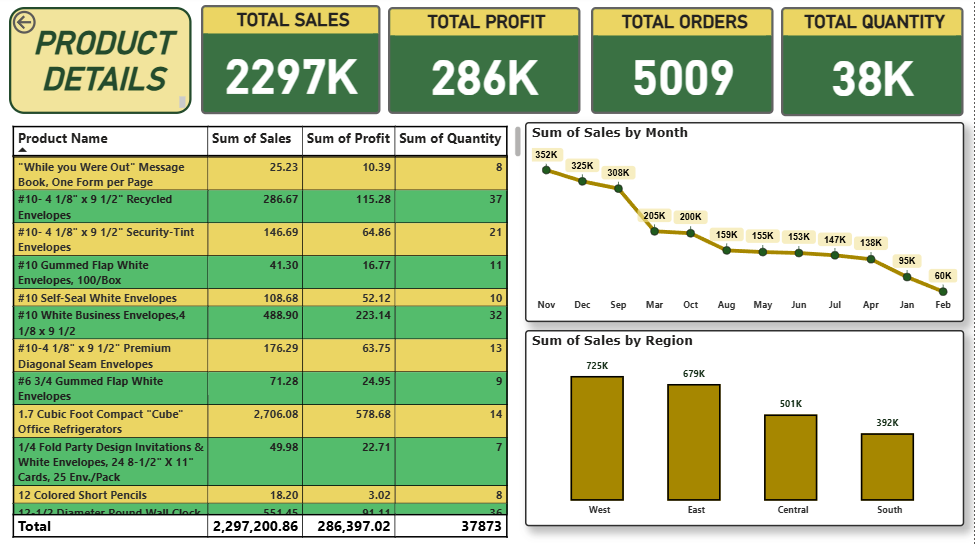 PRODUCT
DETAILS
TOTAL SALES
2297K
TOTAL PROFIT
286K
TOTAL ORDERS
5009
TOTAL QUANTITY
38K
Product Name Sum of Sales Sum of Profit Sum of Quantity
"While you Were Out" Message 25.23 10.39 8
Book, One Form per Page
#10- 4 1/8" x 9 1/2" Recycled 286.67 115.28 37
Envelopes
#10- 4 1/8" x 9 1/2" Security-Tint 146.69 64.86 21
Envelopes
#10 Gummed Flap White 41.30 16.77 11
Envelopes, 100/Box
#10 Self-Seal White Envelopes 108.68 52.12 10
#10 White Business Envelopes,4 488.90 223.14 32
1/8 x 9 1/2
#10-4 1/8" x 9 1/2" Premium 176.29 63.75 13
Diagonal Seam Envelopes
#6 3/4 Gummed Flap White 71.28 24.95 9
Envelopes
1.7 Cubic Foot Compact "Cube" 2,706.08 578.68 14
Office Refrigerators
1/4 Fold Party Design Invitations & 49.98 22.71 7
White Envelopes, 24 8-1/2" X 11"
Cards, 25 Env./Pack
12 Colored Short Pencils 18.20 3.02 8
12-1/2 Diameter Round Wall Clock 551.45 91.11 36
Total 2,297,200.86 286,397.02 37873
Sum of Sales by Month
352K
325K
308K
205K
200K
159K
155K
153K
147K
138K
95K
60K
Nov Dec Sep Mar Oct Aug May Jun Jul Apr Jan Feb
Sum of Sales by Region
725K
679K
501K
392K
West East Central South